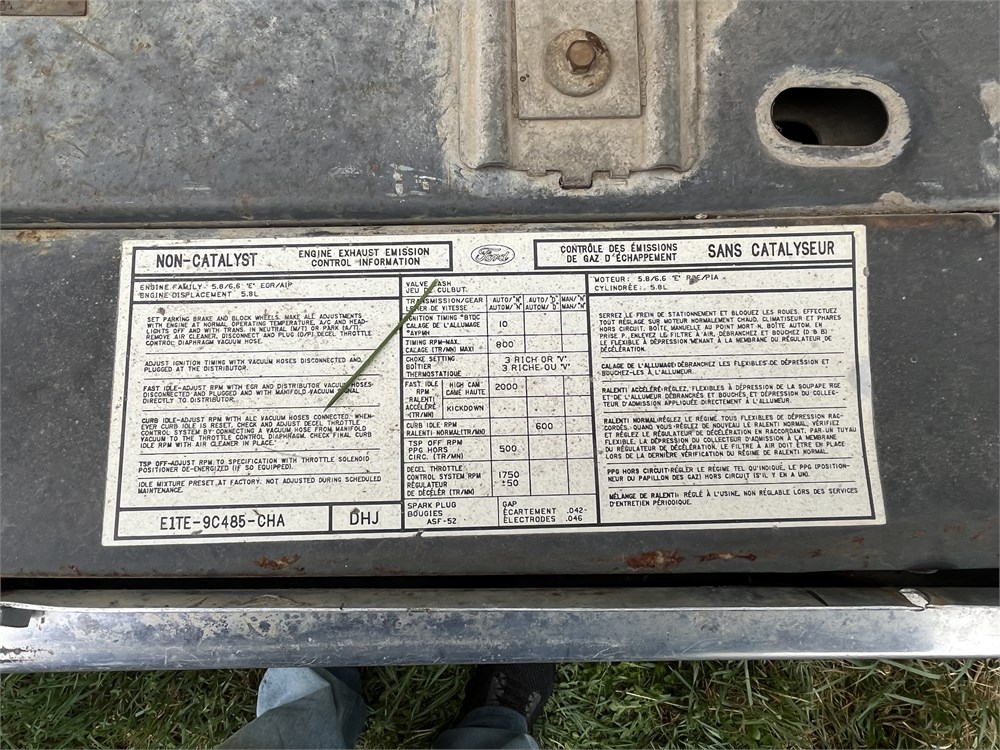 NON-CATALYST
ENGINE EXHAUST EMISSION
CONTROL INFORMATION
Ford
CONTRÔLE DES ÉMISSIONS
DE GAZ D'ÉCHAPPEMENT
SANS CATALYSEUR
ENGINE FAMILY: 5.8/6.6 "E" EGR/AIP
ENGINE DISPLACEMENT 5.8L
SET PARKING BRAKE AND BLOCK WHEELS. MAKE ALL ADJUSTMENTS
WITH ENGINE AT NORMAL OPERATING TEMPERATURE, A/C AND HEAD-
LIGHTS OFF AND WITH TRANS. IN NEUTRAL (M/T) OR PARK (A/T).
REMOVE AIR CLEANER, DISCONNECT AND PLUG (D/P) DECEL THROTTLE
CONTROL DIAPHRAGM VACUUM HOSE.
ADJUST IGNITION TIMING WITH VACUUM HOSES DISCONNECTED AND
PLUGGED AT THE DISTRIBUTOR.
FAST IDLE-ADJUST RPM WITH EGR AND DISTRIBUTOR VACUUM HOSES
DISCONNECTED AND PLUGGED AND WITH MANIFOLD VACUUM SIGNAL
DIRECTLY TO DISTRIBUTOR.
CURB IDLE-ADJUST RPM WITH ALL VACUUM HOSES CONNECTED. WHEN-
EVER CURB IDLE IS RESET, CHECK AND ADJUST DECEL THROTTLE
CONTROL SYSTEM BY CONNECTING A VACUUM HOSE FROM MANIFOLD
VACUUM TO THE THROTTLE CONTROL DIAPHRAGM. CHECK FINAL CURB
IDLE RPM WITH AIR CLEANER IN PLACE.
TSP OFF-ADJUST RPM TO SPECIFICATION WITH THROTTLE SOLENOID
POSITIONER DE-ENERGIZED (IF SO EQUIPPED).
IDLE MIXTURE PRESET AT FACTORY. NOT ADJUSTED DURING SCHEDULED
MAINTENANCE.
E1TE-9C485-CHA
DHJ
VALVE LASH
JEU DE CULBUT.
TRANSMISSION/GEAR AUTO/"N" AUTO/"D" MAN/"N"
LEVIER DE VITESSE AUTOM/"N" AUTOM/"D" MAN/"N"
IGNITION TIMING °BTDC
CALAGE DE L'ALLUMAGE 10
°AVPMH
TIMING RPM-MAX. 800
CALAGE (TR/MN) MAXI
CHOKE SETTING 3 RICH OR "V"
BOÎTIER 3 RICHE OU "V"
THERMOSTATIQUE
FAST IDLE HIGH CAM 2000
RPM CAME HAUTE
RALENTI
ACCÉLÉRÉ KICKDOWN
(TR/MN)
CURB IDLE-RPM 600
RALENTI-NORMAL(TR/MN)
TSP OFF RPM
PPG HORS 500
CIRC. (TR/MN)
DECEL THROTTLE
CONTROL SYSTEM RPM 1750
RÉGULATEUR ±50
DE DÉCÉLÉR (TR/MN)
SPARK PLUG
BOUGIES
ASF-52
GAP
ÉCARTEMENT .042-
ÉLECTRODES .046
MOTEUR: 5.8/6.6 "E" RGE/PIA
CYLINDRÉE: 5.8L
SERREZ LE FREIN DE STATIONNEMENT ET BLOQUEZ LES ROUES. EFFECTUEZ
TOUT RÉGLAGE SUR MOTEUR NORMALEMENT CHAUD, CLIMATISEUR ET PHARES
HORS CIRCUIT, BOÎTE MANUELLE AU POINT MORT N, BOÎTE AUTOM. EN
PRISE P, ENLEVEZ LE FILTRE À AIR, DÉBRANCHEZ ET BOUCHEZ (D & B)
LE FLEXIBLE À DÉPRESSION MENANT À LA MEMBRANE DU RÉGULATEUR DE
DÉCÉLÉRATION.
CALAGE DE L'ALLUMAGE: DÉBRANCHEZ LES FLEXIBLES DE DÉPRESSION ET
BOUCHEZ-LES À L'ALLUMEUR.
RALENTI ACCÉLÉRÉ: RÉGLEZ, FLEXIBLES À DÉPRESSION DE LA SOUPAPE RGE
ET DE L'ALLUMEUR DÉBRANCHÉS ET BOUCHÉS ET DÉPRESSION DU COLLEC-
TEUR D'ADMISSION APPLIQUÉE DIRECTEMENT À L'ALLUMEUR.
RALENTI NORMAL: RÉGLEZ LE RÉGIME TOUS FLEXIBLES DE DÉPRESSION RAC-
CORDÉS. QUAND VOUS RÉGLEZ DE NOUVEAU LE RALENTI NORMAL, VÉRIFIEZ
ET RÉGLEZ LE RÉGULATEUR DE DÉCÉLÉRATION EN RACCORDANT, PAR UN TUYAU
FLEXIBLE, LA DÉPRESSION DU COLLECTEUR D'ADMISSION À LA MEMBRANE
DU RÉGULATEUR DE DÉCÉLÉRATION. LE FILTRE À AIR DOIT ÊTRE EN PLACE
LORS DE LA DERNIÈRE VÉRIFICATION DU RÉGIME DE RALENTI NORMAL.
PPG HORS CIRCUIT-RÉGLER LE RÉGIME TEL QU'INDIQUÉ, LE PPG (POSITION-
NEUR DU PAPILLON DES GAZ) HORS CIRCUIT (S'IL Y EN A UN).
MÉLANGE DE RALENTI: RÉGLÉ À L'USINE, NON RÉGLABLE LORS DES SERVICES
D'ENTRETIEN PÉRIODIQUE.